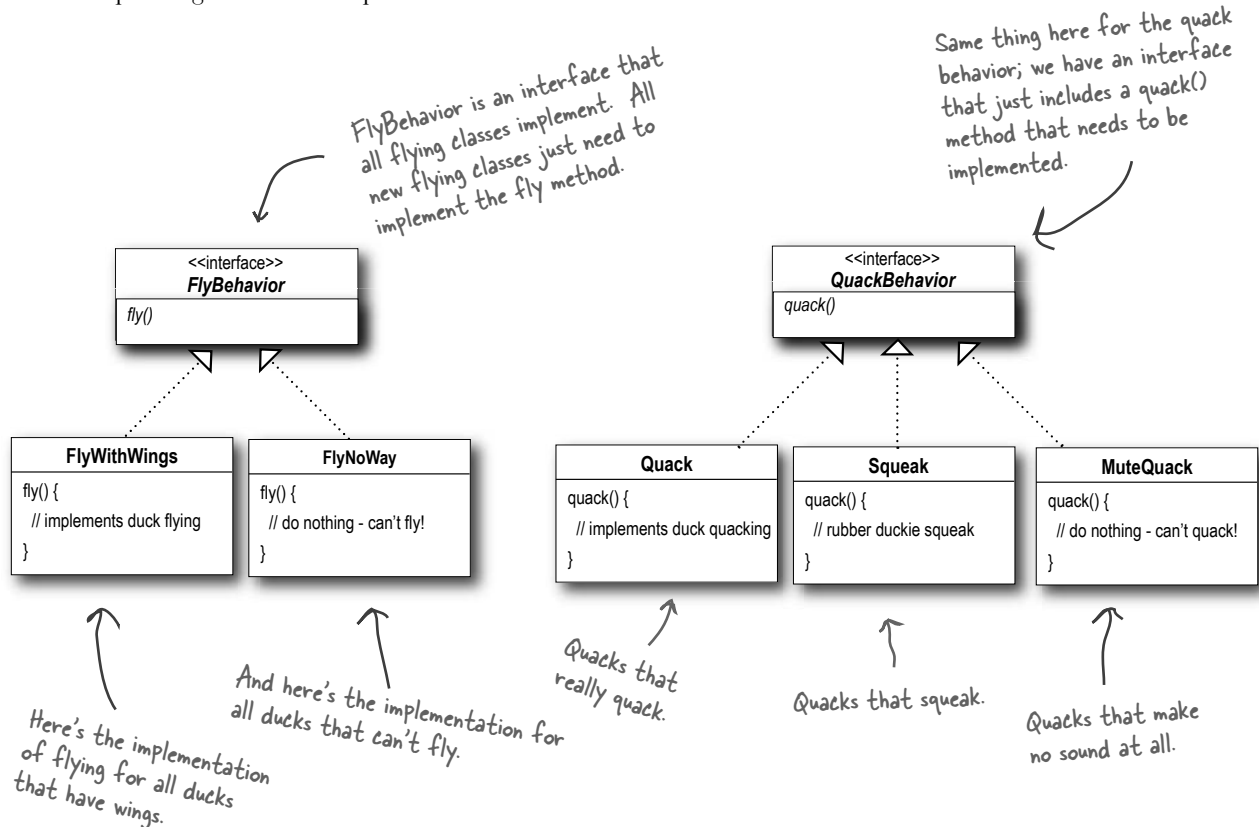 FlyBehavior is an interface that
all flying classes implement. All
new flying classes just need to
implement the fly method.
Same thing here for the quack
behavior; we have an interface
that just includes a quack()
method that needs to be
implemented.
<<interface>>
FlyBehavior
fly()
<<interface>>
QuackBehavior
quack()
FlyWithWings
fly() {
// implements duck flying
}
FlyNoWay
fly() {
// do nothing - can't fly!
}
Quack
quack() {
// implements duck quacking
}
Squeak
quack() {
// rubber duckie squeak
}
MuteQuack
quack() {
// do nothing - can't quack!
}
Here's the implementation
of flying for all ducks
that have wings.
And here's the implementation for
all ducks that can't fly.
Quacks that
really quack.
Quacks that squeak.
Quacks that make
no sound at all.